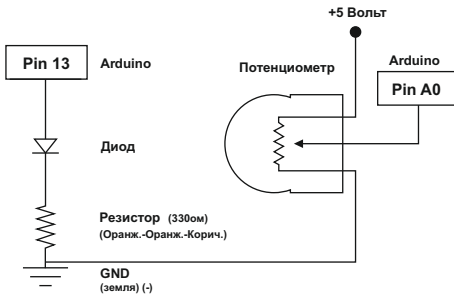 +5 Вольт
Pin 13
Arduino
Потенциометр
Arduino
Pin A0
Диод
Резистор (330ом)
(Оранж.-Оранж.-Корич.)
GND
(земля) (-)